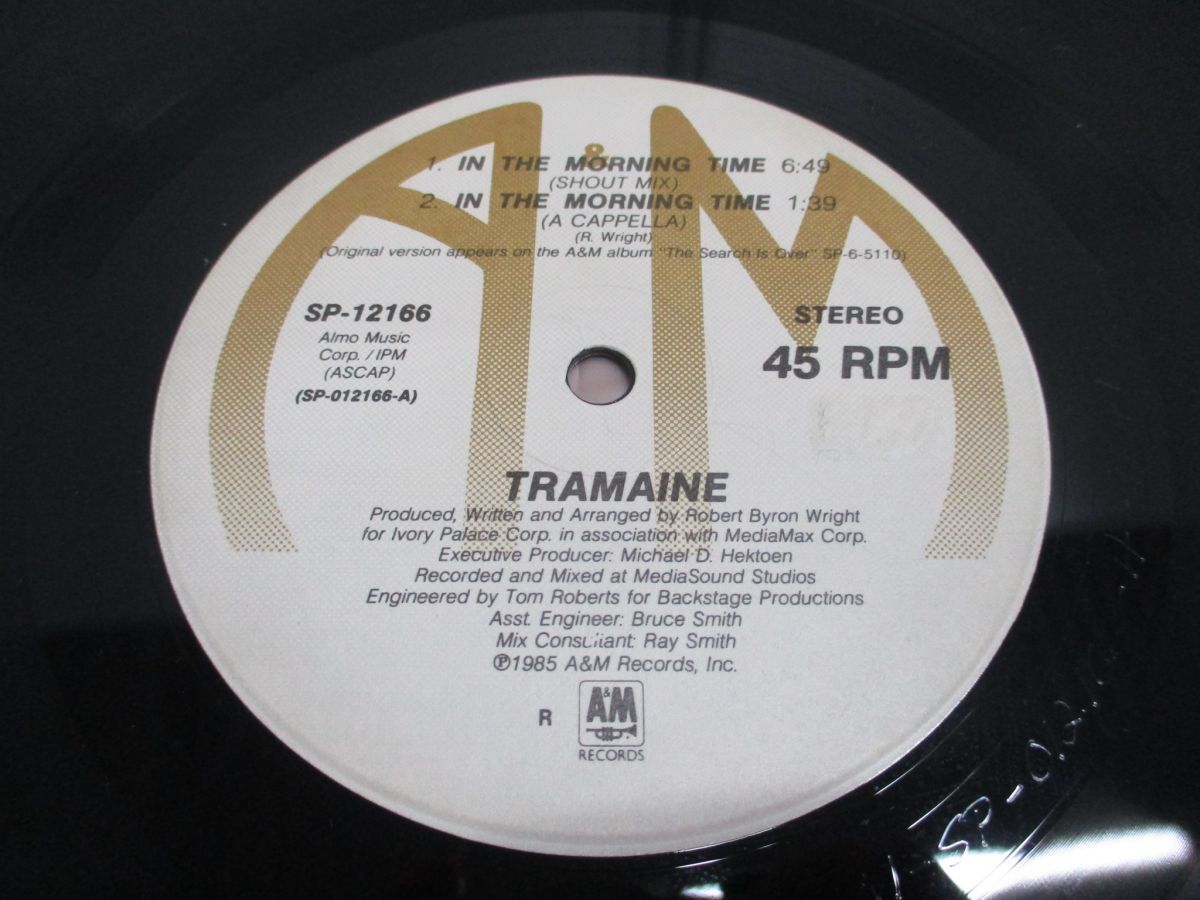 A&M
1. IN THE MORNING TIME 6:49
(SHOUT MIX)
2. IN THE MORNING TIME 1:39
(A CAPPELLA)
(R. Wright)
(Original version appears on the A&M album "The Search Is Over" SP-6-5110)
SP-12166
Almo Music
Corp. / IPM
(ASCAP)
(SP-012166-A)
STEREO
45 RPM
TRAMAINE
Produced, Written and Arranged by Robert Byron Wright
for Ivory Palace Corp. in association with MediaMax Corp.
Executive Producer: Michael D. Hektoen
Recorded and Mixed at MediaSound Studios
Engineered by Tom Roberts for Backstage Productions
Asst. Engineer: Bruce Smith
Mix Consultant: Ray Smith
℗1985 A&M Records, Inc.
R
A&M
RECORDS